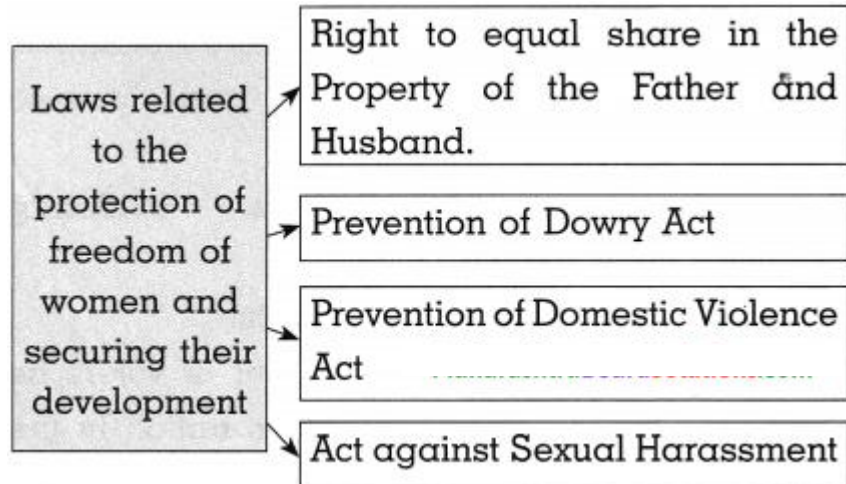 Laws related
to the
protection of
freedom of
women and
securing their
development
Right to equal share in the
Property of the Father and
Husband.
Prevention of Dowry Act
Prevention of Domestic Violence
Act
Act against Sexual Harassment